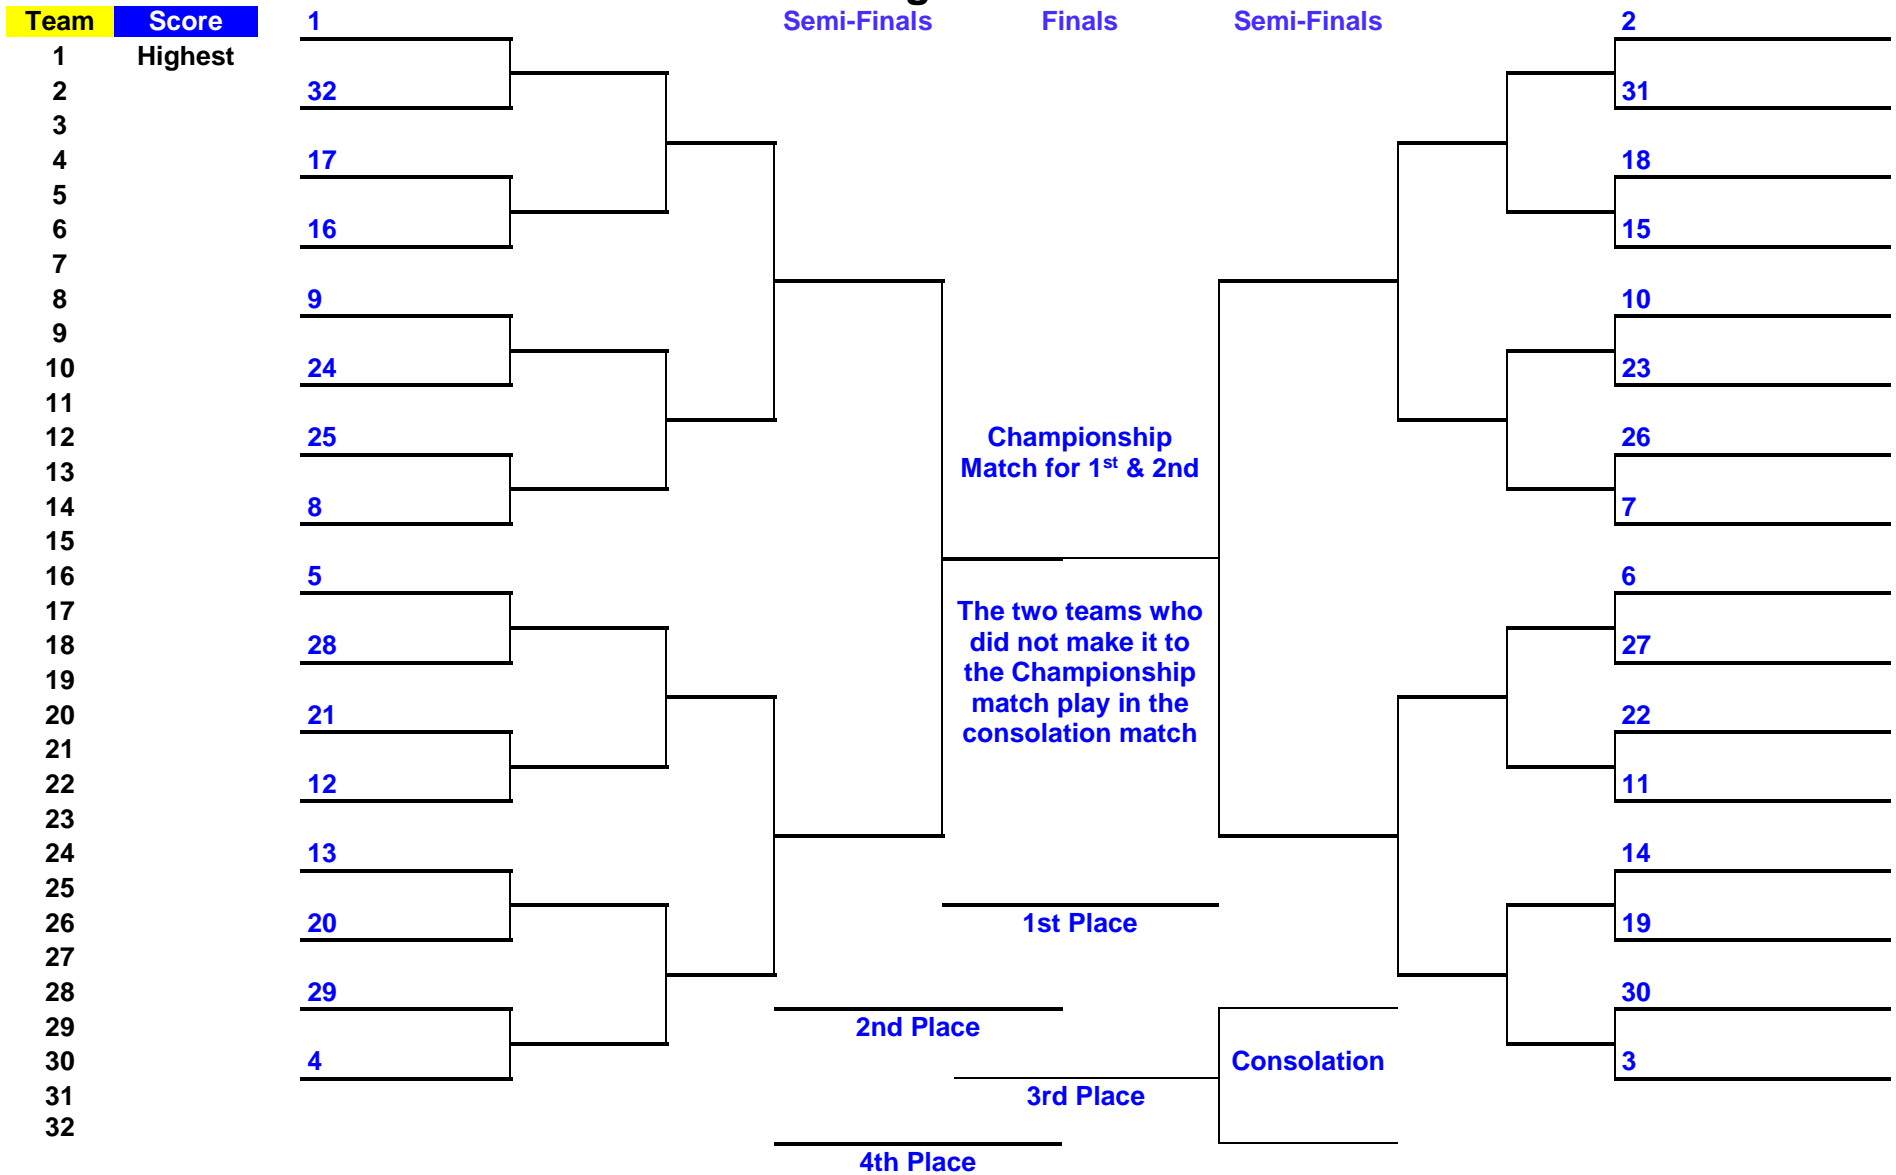 Team Score 1 Semi-Finals Finals Semi-Finals 2
1 Highest
2 32 31
3
4 17 18
5
6 16 15
7
8 9 10
9
10 24 23
11
12 25 Championship 26
13 Match for 1st & 2nd
14 8 7
15
16 5 6
17 The two teams who
18 28 did not make it to 27
19 the Championship
20 21 match play in the 22
21 consolation match
22 12 11
23
24 13 14
25
26 20 1st Place 19
27
28 29 30
29 2nd Place
30 4 Consolation 3
31 3rd Place
32
4th Place